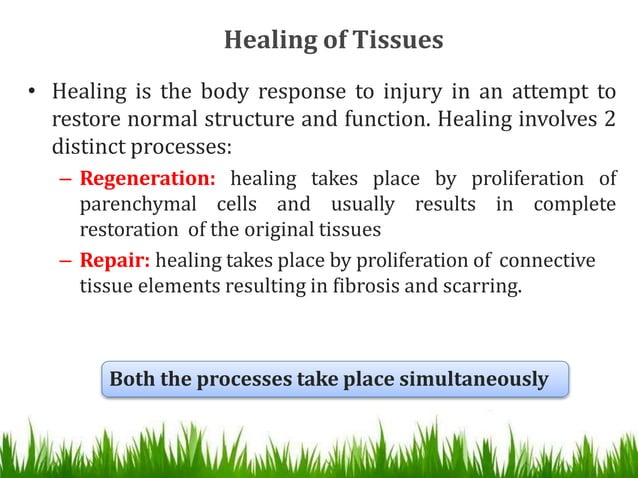 Healing of Tissues
• Healing is the body response to injury in an attempt to
restore normal structure and function. Healing involves 2
distinct processes:
– Regeneration: healing takes place by proliferation of
parenchymal cells and usually results in complete
restoration of the original tissues
– Repair: healing takes place by proliferation of connective
tissue elements resulting in fibrosis and scarring.
Both the processes take place simultaneously